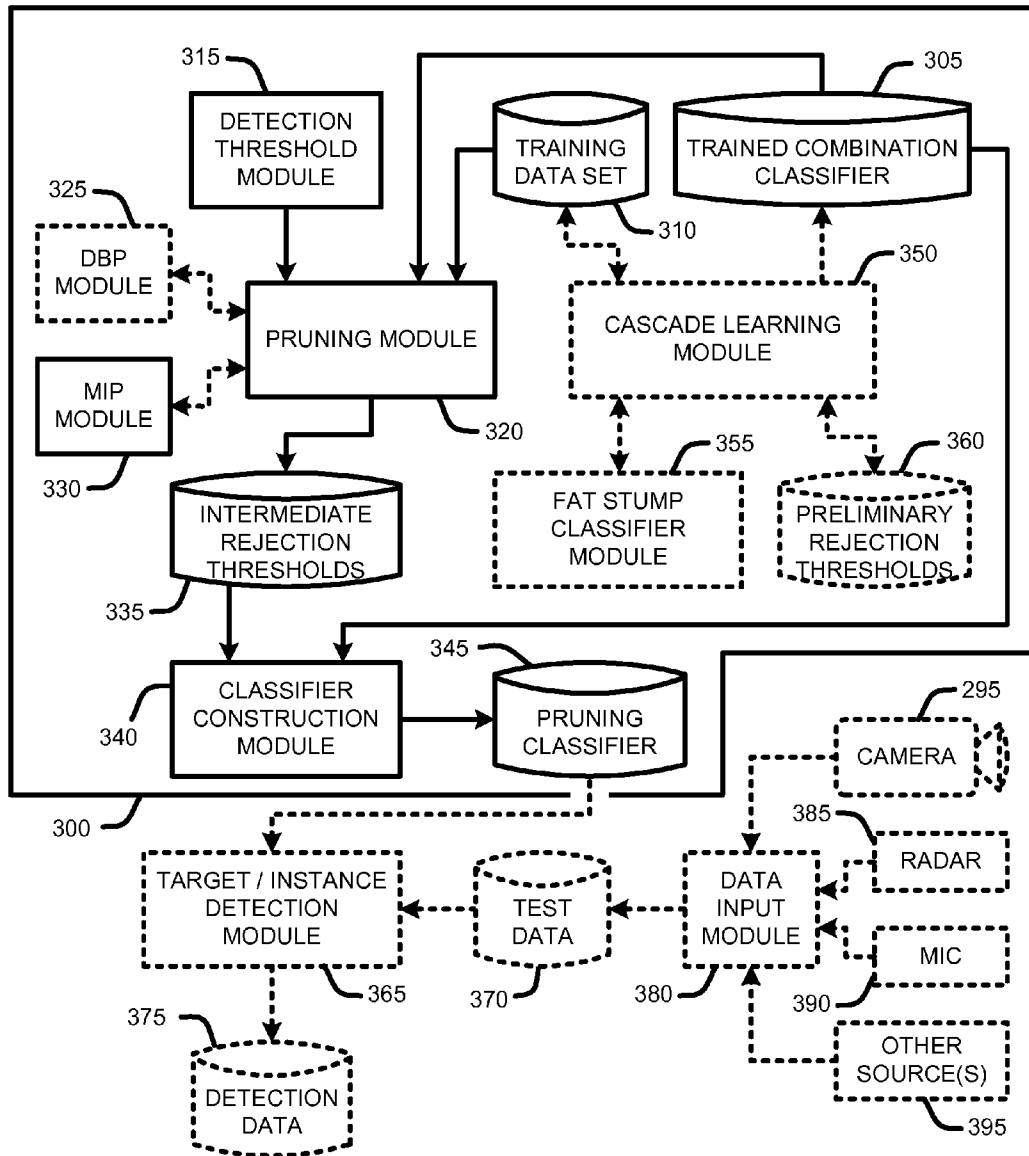 315
305
DETECTION
THRESHOLD
MODULE
TRAINING
DATA SET
TRAINED COMBINATION
CLASSIFIER
325
310
DBP
MODULE
350
PRUNING MODULE
CASCADE LEARNING
MODULE
MIP
MODULE
320
330
355
360
INTERMEDIATE
REJECTION
THRESHOLDS
FAT STUMP
CLASSIFIER
MODULE
PRELIMINARY
REJECTION
THRESHOLDS
335
345
CLASSIFIER
CONSTRUCTION
MODULE
340
PRUNING
CLASSIFIER
295
CAMERA
300
385
RADAR
TARGET / INSTANCE
DETECTION
MODULE
TEST
DATA
DATA
INPUT
MODULE
MIC
365
370
380
390
375
DETECTION
DATA
OTHER
SOURCE(S)
395